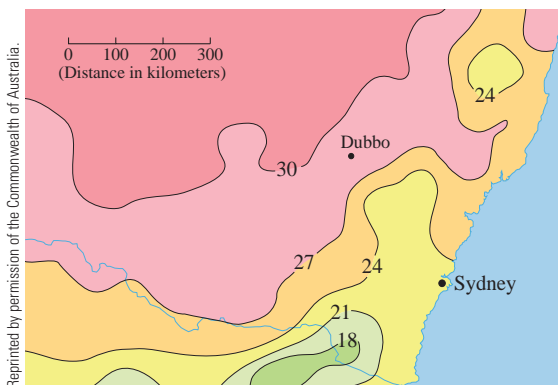 Reprinted by permission of the Commonwealth of Australia.
0 100 200 300
(Distance in kilometers)
24
Dubbo
30
27
24
Sydney
21
18